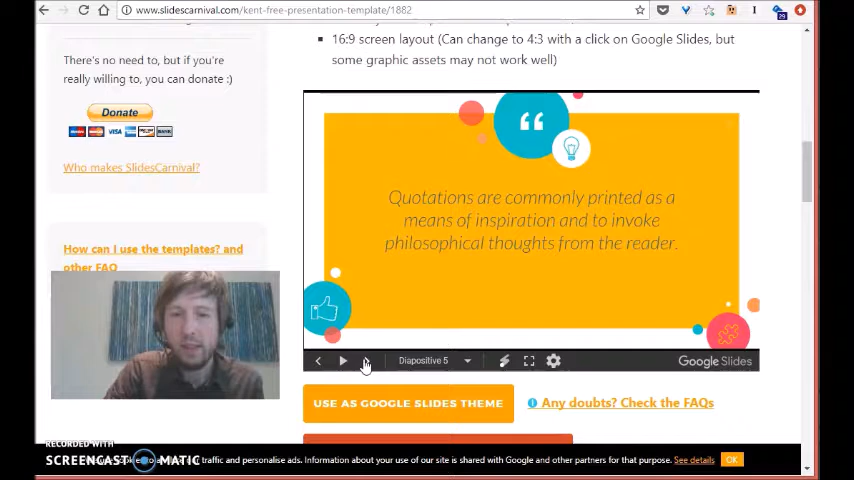 www.slidescarnival.com/kent-free-presentation-template/1882
29
16:9 screen layout (Can change to 4:3 with a click on Google Slides, but
some graphic assets may not work well)
There's no need to, but if you're
really willing to, you can donate :)
Donate
VISA
Who makes SlidesCarnival?
How can I use the templates? and
other FAQ
“
Quotations are commonly printed as a
means of inspiration and to invoke
philosophical thoughts from the reader.
Diapositive 5
Google Slides
USE AS GOOGLE SLIDES THEME
Any doubts? Check the FAQs
RECORDED WITH
SCREENCAST MATIC
traffic and personalise ads. Information about your use of our site is shared with Google and other partners for that purpose. See details
OK